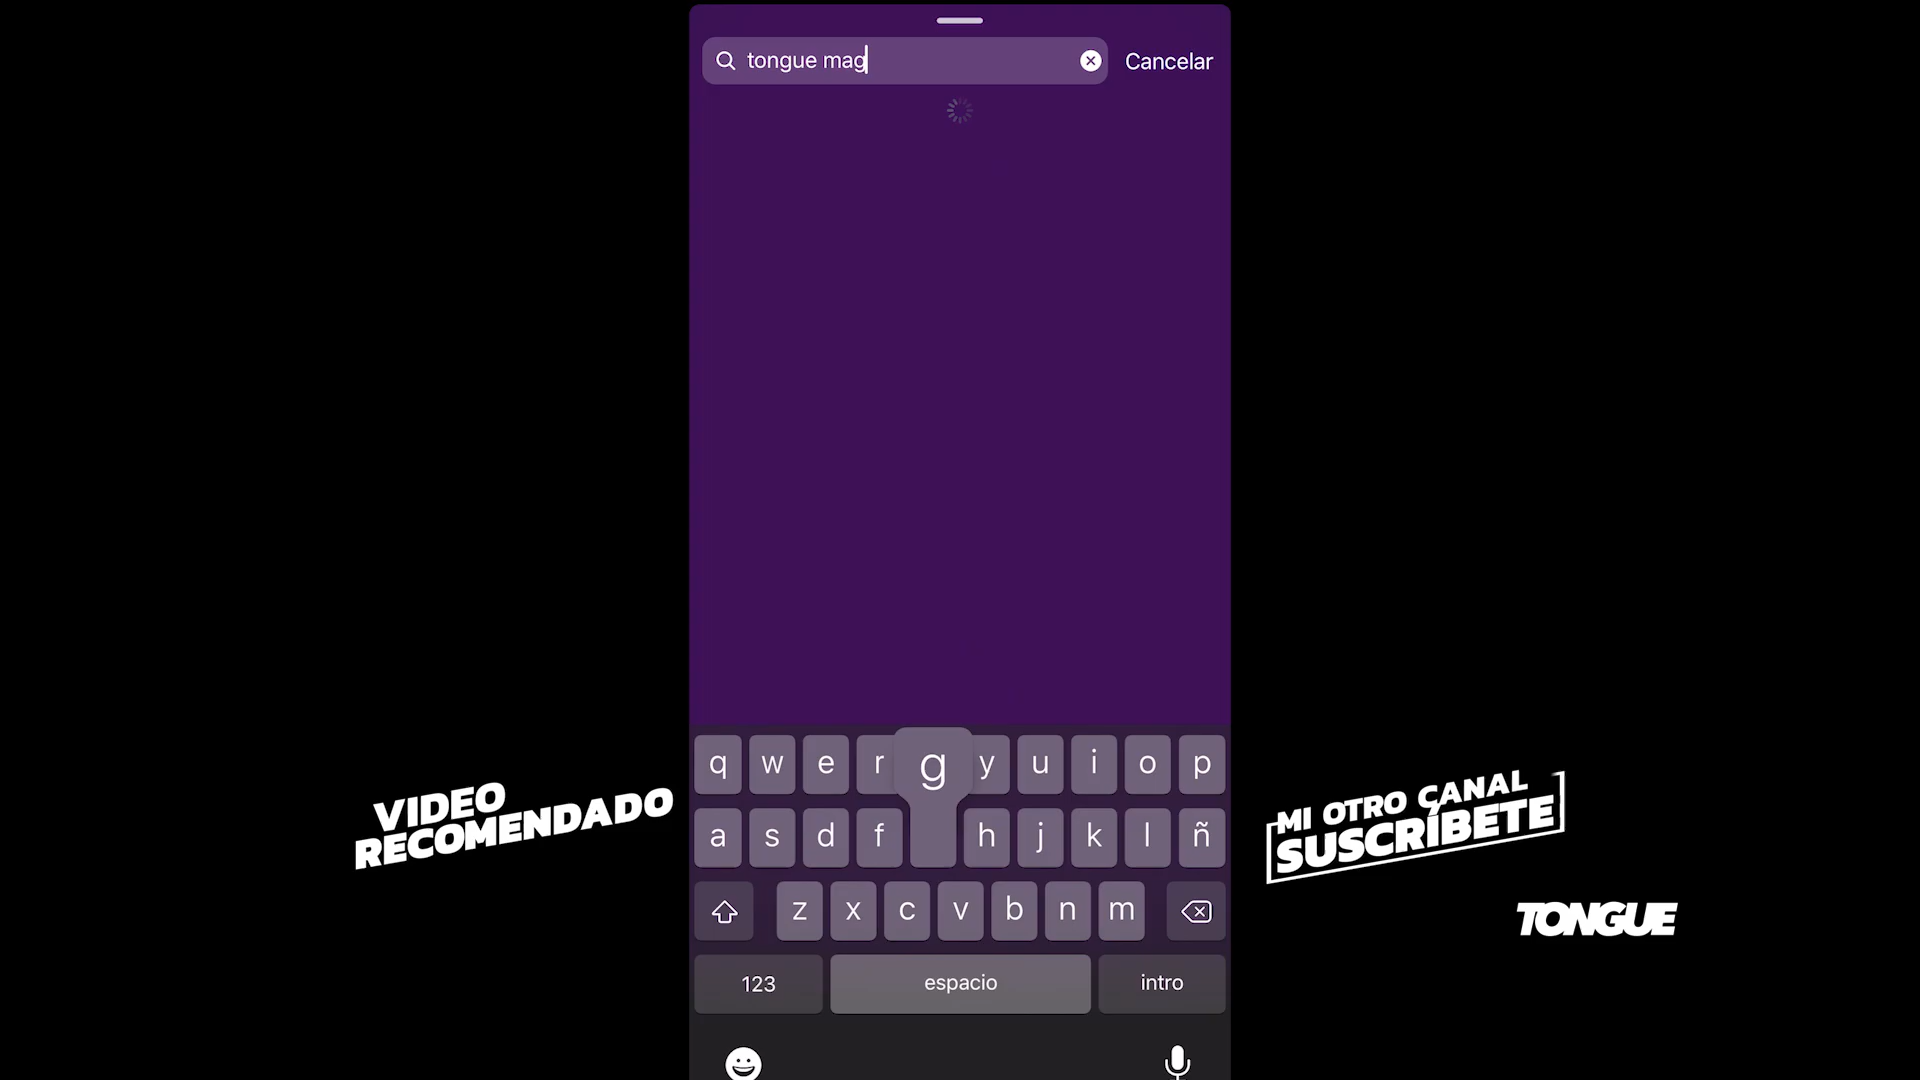 tongue mag
Cancelar
q w e r g y u i o p
a s d f h j k l ñ
z x c v b n m
123 espacio intro
VIDEO
RECOMENDADO
MI OTRO CANAL
SUSCRÍBETE
TONGUE